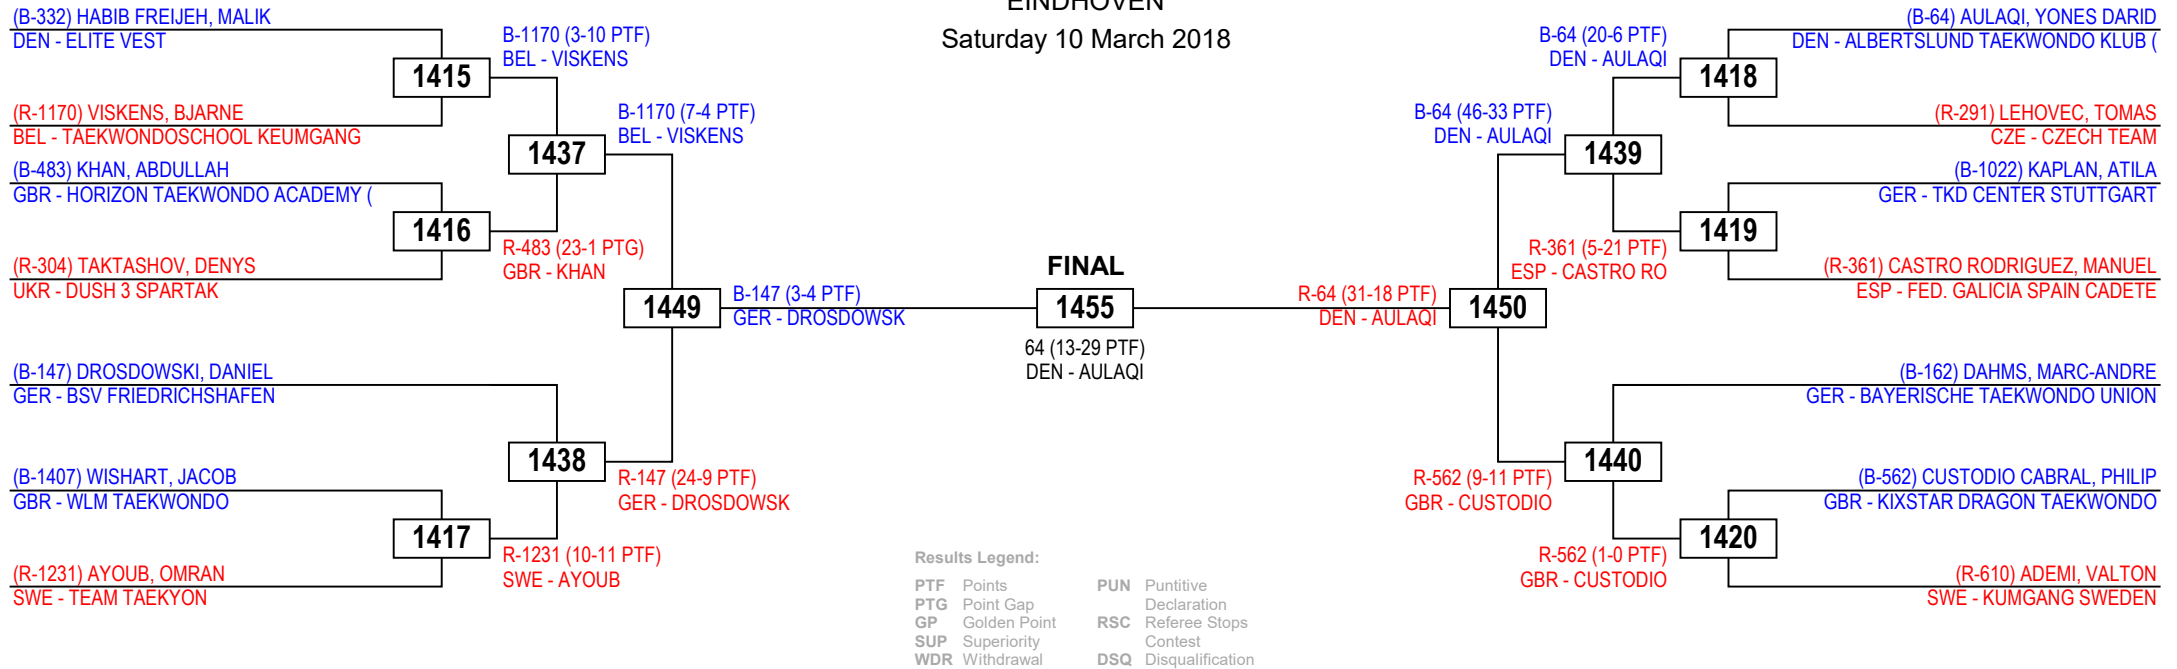 EINDHOVEN
Saturday 10 March 2018
(B-332) HABIB FREIJEH, MALIK
DEN - ELITE VEST
B-1170 (3-10 PTF)
BEL - VISKENS
1415
(R-1170) VISKENS, BJARNE
BEL - TAEKWONDOSCHOOL KEUMGANG
B-1170 (7-4 PTF)
BEL - VISKENS
1437
(B-483) KHAN, ABDULLAH
GBR - HORIZON TAEKWONDO ACADEMY (
1416
R-483 (23-1 PTG)
GBR - KHAN
(R-304) TAKTASHOV, DENYS
UKR - DUSH 3 SPARTAK
1449
B-147 (3-4 PTF)
GER - DROSDOWSK
(B-147) DROSDOWSKI, DANIEL
GER - BSV FRIEDRICHSHAFEN
1438
R-147 (24-9 PTF)
GER - DROSDOWSK
(B-1407) WISHART, JACOB
GBR - WLM TAEKWONDO
1417
R-1231 (10-11 PTF)
SWE - AYOUB
(R-1231) AYOUB, OMRAN
SWE - TEAM TAEKYON
FINAL
1455
64 (13-29 PTF)
DEN - AULAQI
(B-64) AULAQI, YONES DARID
DEN - ALBERTSLUND TAEKWONDO KLUB (
B-64 (20-6 PTF)
DEN - AULAQI
1418
(R-291) LEHOVEC, TOMAS
CZE - CZECH TEAM
B-64 (46-33 PTF)
DEN - AULAQI
1439
(B-1022) KAPLAN, ATILA
GER - TKD CENTER STUTTGART
1419
R-361 (5-21 PTF)
ESP - CASTRO RO
(R-361) CASTRO RODRIGUEZ, MANUEL
ESP - FED. GALICIA SPAIN CADETE
R-64 (31-18 PTF)
DEN - AULAQI
1450
(B-162) DAHMS, MARC-ANDRE
GER - BAYERISCHE TAEKWONDO UNION
1440
R-562 (9-11 PTF)
GBR - CUSTODIO
(B-562) CUSTODIO CABRAL, PHILIP
GBR - KIXSTAR DRAGON TAEKWONDO
1420
R-562 (1-0 PTF)
GBR - CUSTODIO
(R-610) ADEMI, VALTON
SWE - KUMGANG SWEDEN
Results Legend:
PTF Points
PTG Point Gap
GP Golden Point
SUP Superiority
WDR Withdrawal
PUN Puntitive
Declaration
RSC Referee Stops
Contest
DSQ Disqualification